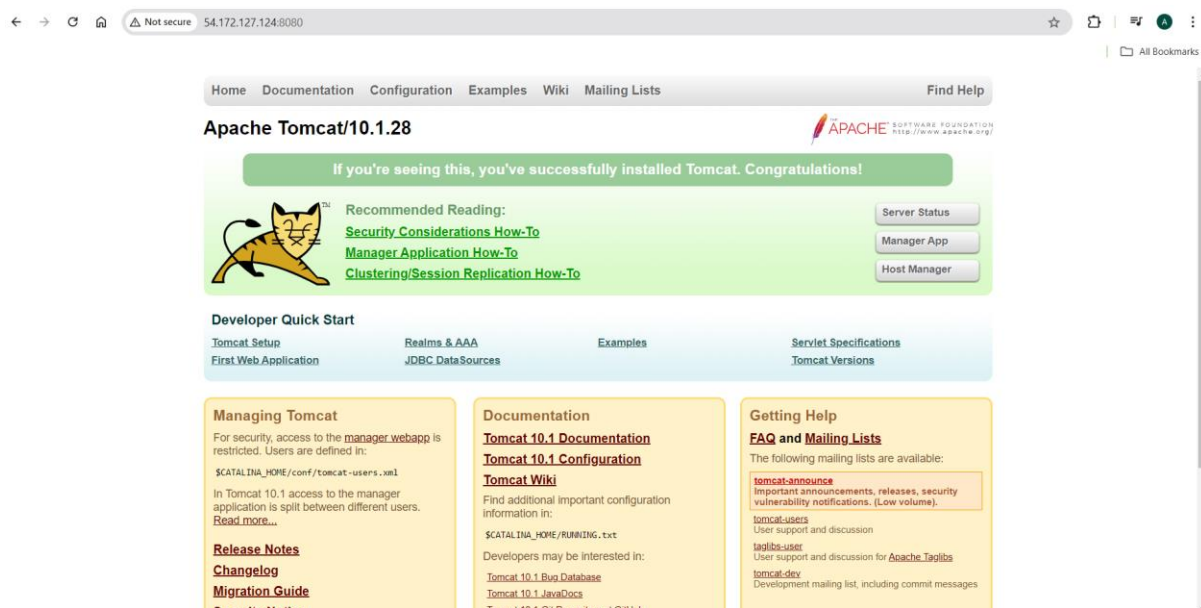 Not secure 54.172.127.124:8080
All Bookmarks
Home Documentation Configuration Examples Wiki Mailing Lists Find Help
Apache Tomcat/10.1.28
THE APACHE SOFTWARE FOUNDATION
http://www.apache.org/
If you're seeing this, you've successfully installed Tomcat. Congratulations!
TM
Recommended Reading:
Security Considerations How-To
Manager Application How-To
Clustering/Session Replication How-To
Server Status
Manager App
Host Manager
Developer Quick Start
Tomcat Setup
First Web Application
Realms & AAA
JDBC DataSources
Examples
Servlet Specifications
Tomcat Versions
Managing Tomcat
For security, access to the manager webapp is
restricted. Users are defined in:
$CATALINA_HOME/conf/tomcat-users.xml
In Tomcat 10.1 access to the manager
application is split between different users.
Read more...
Release Notes
Changelog
Migration Guide
Documentation
Tomcat 10.1 Documentation
Tomcat 10.1 Configuration
Tomcat Wiki
Find additional important configuration
information in:
$CATALINA_HOME/RUNNING.txt
Developers may be interested in:
Tomcat 10.1 Bug Database
Tomcat 10.1 JavaDocs
Getting Help
FAQ and Mailing Lists
The following mailing lists are available:
tomcat-announce
Important announcements, releases, security
vulnerability notifications. (Low volume).
tomcat-users
User support and discussion
taglibs-user
User support and discussion for Apache Taglibs
tomcat-dev
Development mailing list, including commit messages